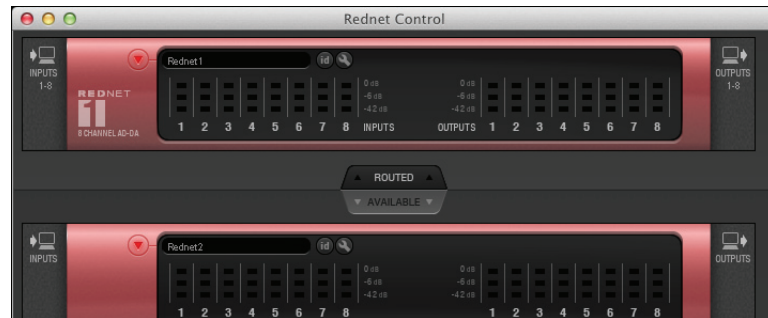 Rednet Control
INPUTS
1-8
REDNET
1
8 CHANNEL AD-DA
Rednet1
id
0 dB
-6 dB
-42 dB
0 dB
-6 dB
-42 dB
1 2 3 4 5 6 7 8 INPUTS
OUTPUTS 1 2 3 4 5 6 7 8
OUTPUTS
1-8
ROUTED
AVAILABLE
INPUTS
Rednet2
id
0 dB
-6 dB
-42 dB
0 dB
-6 dB
-42 dB
1 2 3 4 5 6 7 8
1 2 3 4 5 6 7 8
OUTPUTS